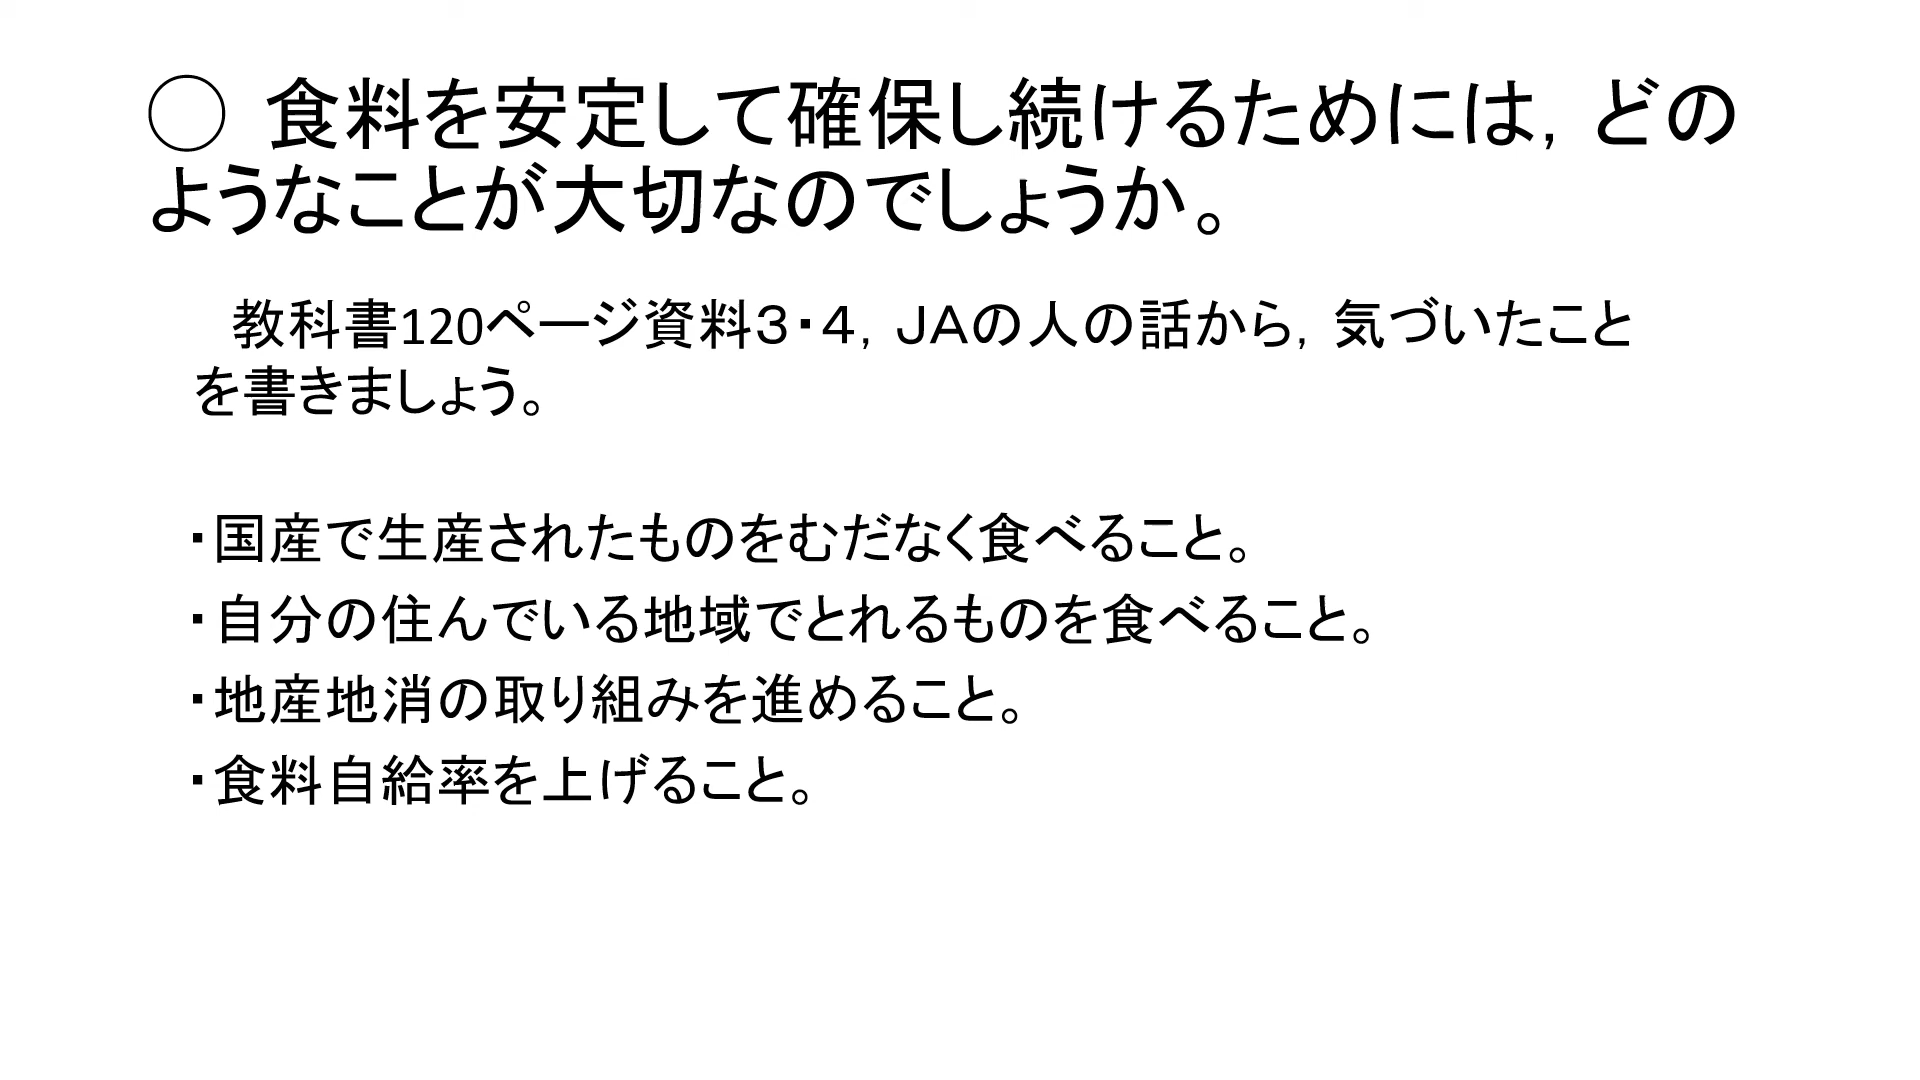 ◯ 食料を安定して確保し続けるためには，どの
ようなことが大切なのでしょうか。
教科書120ページ資料３・４，ＪＡの人の話から，気づいたこと
を書きましょう。
・国産で生産されたものをむだなく食べること。
・自分の住んでいる地域でとれるものを食べること。
・地産地消の取り組みを進めること。
・食料自給率を上げること。